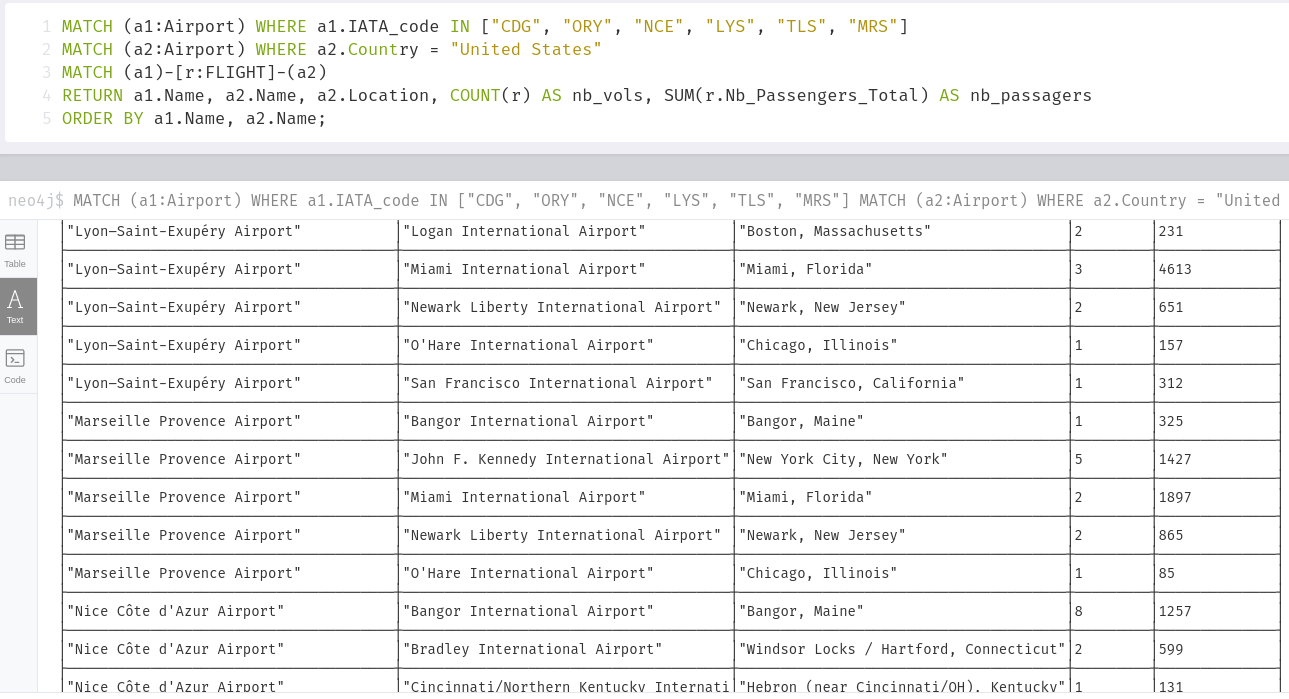 1 MATCH (a1:Airport) WHERE a1.IATA_code IN ["CDG", "ORY", "NCE", "LYS", "TLS", "MRS"]
2 MATCH (a2:Airport) WHERE a2.Country = "United States"
3 MATCH (a1)-[r:FLIGHT]-(a2)
4 RETURN a1.Name, a2.Name, a2.Location, COUNT(r) AS nb_vols, SUM(r.Nb_Passengers_Total) AS nb_passagers
5 ORDER BY a1.Name, a2.Name;
neo4j$ MATCH (a1:Airport) WHERE a1.IATA_code IN ["CDG", "ORY", "NCE", "LYS", "TLS", "MRS"] MATCH (a2:Airport) WHERE a2.Country = "United
Table
A
Text
Code
"Lyon–Saint-Exupéry Airport" "Logan International Airport" "Boston, Massachusetts" 2 231
"Lyon–Saint-Exupéry Airport" "Miami International Airport" "Miami, Florida" 3 4613
"Lyon–Saint-Exupéry Airport" "Newark Liberty International Airport" "Newark, New Jersey" 2 651
"Lyon–Saint-Exupéry Airport" "O'Hare International Airport" "Chicago, Illinois" 1 157
"Lyon–Saint-Exupéry Airport" "San Francisco International Airport" "San Francisco, California" 1 312
"Marseille Provence Airport" "Bangor International Airport" "Bangor, Maine" 1 325
"Marseille Provence Airport" "John F. Kennedy International Airport" "New York City, New York" 5 1427
"Marseille Provence Airport" "Miami International Airport" "Miami, Florida" 2 1897
"Marseille Provence Airport" "Newark Liberty International Airport" "Newark, New Jersey" 2 865
"Marseille Provence Airport" "O'Hare International Airport" "Chicago, Illinois" 1 85
"Nice Côte d'Azur Airport" "Bangor International Airport" "Bangor, Maine" 8 1257
"Nice Côte d'Azur Airport" "Bradley International Airport" "Windsor Locks / Hartford, Connecticut" 2 599
"Nice Côte d'Azur Airport" "Cincinnati/Northern Kentucky Internati "Hebron (near Cincinnati/OH), Kentucky" 1 131